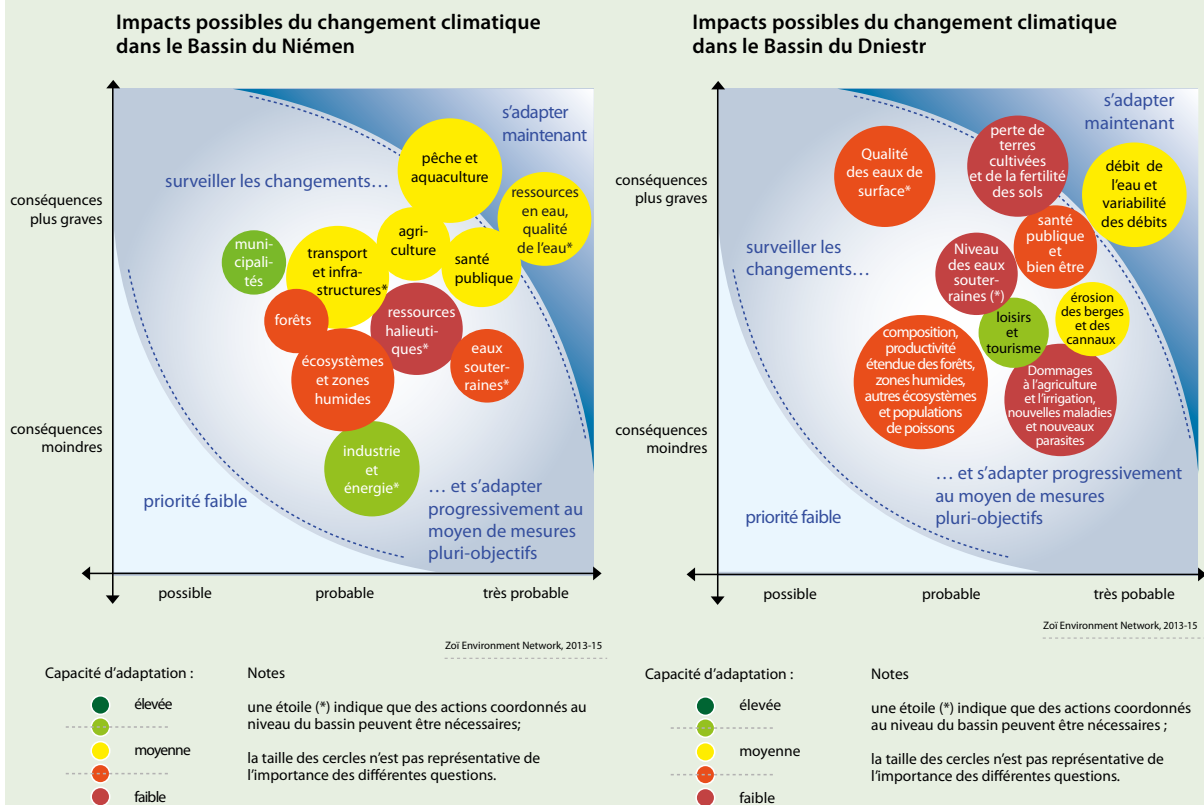 Impacts possibles du changement climatique
dans le Bassin du Niémen
s'adapter
maintenant
pêche et
aquaculture
surveiller les changements…
ressources
en eau,
qualité
de l'eau*
conséquences
plus graves
agri-
culture
muni-
cipali-
tés
transport
et infra-
structures*
santé
publique
forêts
ressources
halieuti-
ques*
écosystèmes
et zones
humides
eaux
souter-
raines*
conséquences
moindres
industrie
et
énergie*
priorité faible
… et s'adapter
progressivement au
moyen de mesures
pluri-objectifs
possible
probable
très probable
Zoï Environment Network, 2013-15
Capacité d'adaptation :
élevée
moyenne
faible
Notes
une étoile (*) indique que des actions coordonnés au
niveau du bassin peuvent être nécessaires;
la taille des cercles n'est pas représentative de
l'importance des différentes questions.
Impacts possibles du changement climatique
dans le Bassin du Dniestr
s'adapter
maintenant
perte de
terres
cultivées
et de la fertilité
des sols
Qualité
des eaux de
surface*
débit de
l'eau et
variabilité
des débits
conséquences
plus graves
santé
publique
et
bien être
surveiller les
changements…
Niveau
des eaux
souter-
raines (*)
érosion
des berges
et des
cannaux
loisirs
et
tourisme
composition,
productivité
étendue des forêts,
zones humides,
autres écosystèmes
et populations
de poissons
Dommages
à l'agriculture
et l'irrigation,
nouvelles maladies
et nouveaux
parasites
conséquences
moindres
… et s'adapter progressivement
au moyen de mesures
pluri-objectifs
priorité faible
possible
probable
très pobable
Zoï Environment Network, 2013-15
Capacité d'adaptation :
élevée
moyenne
faible
Notes
une étoile (*) indique que des actions coordonnés
au niveau du bassin peuvent être nécessaires ;
la taille des cercles n'est pas représentative de
l'importance des différentes questions.